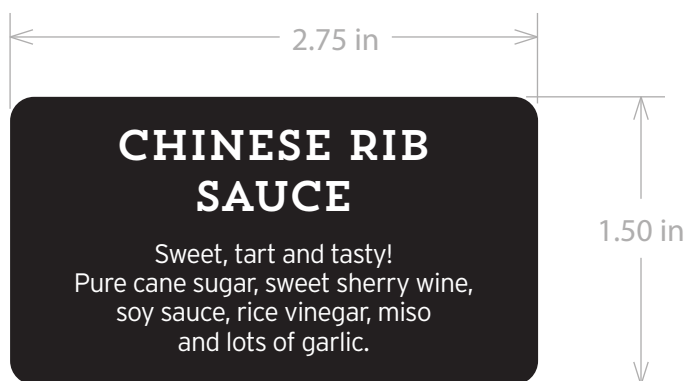 2.75 in
CHINESE RIB
SAUCE
1.50 in
Sweet, tart and tasty!
Pure cane sugar, sweet sherry wine,
soy sauce, rice vinegar, miso
and lots of garlic.